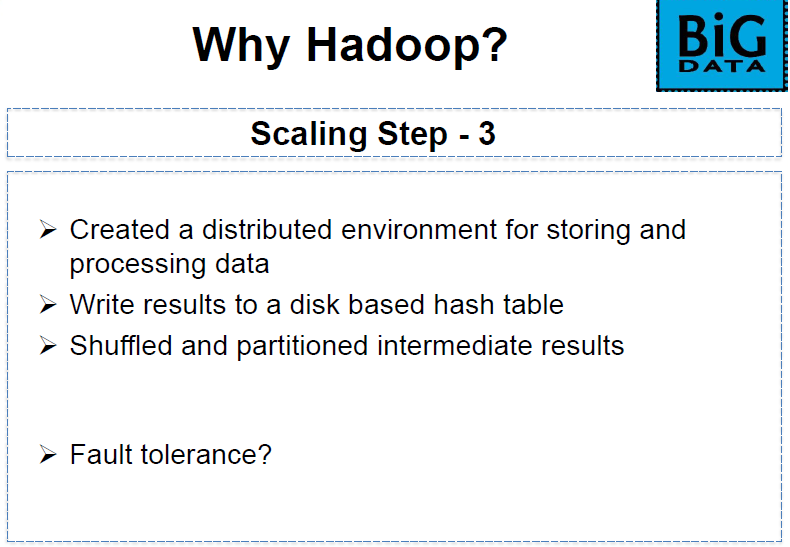 Why Hadoop?
BiG
DATA
Scaling Step - 3
➢ Created a distributed environment for storing and
processing data
➢ Write results to a disk based hash table
➢ Shuffled and partitioned intermediate results
➢ Fault tolerance?